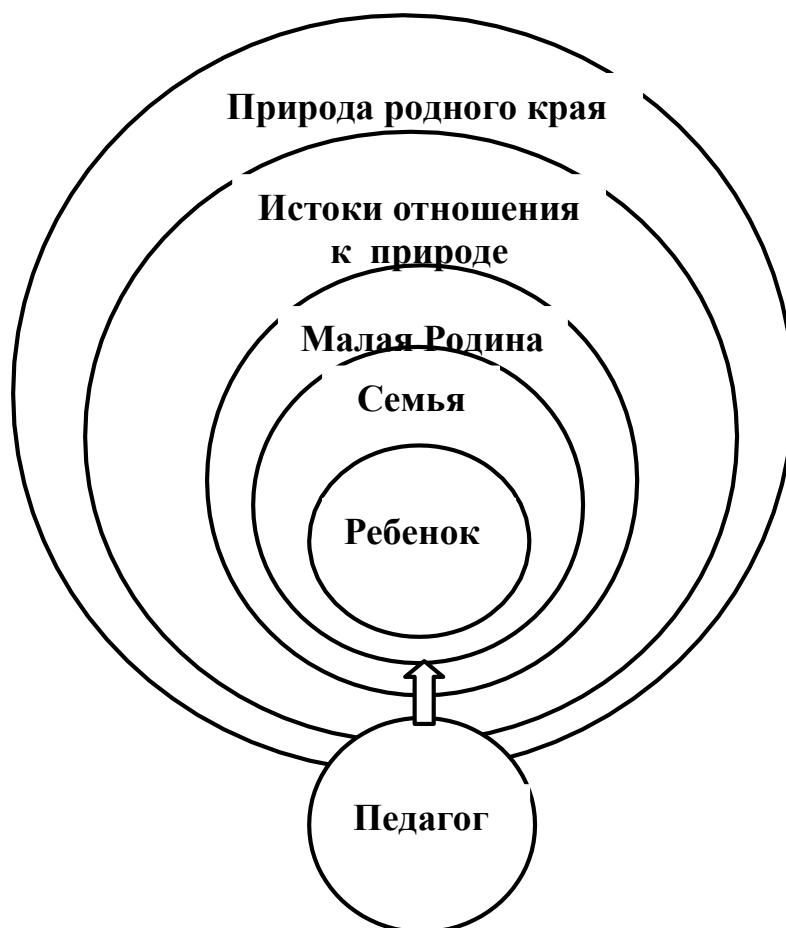 Природа родного края
Истоки отношения
к природе
Малая Родина
Семья
Ребенок
Педагог